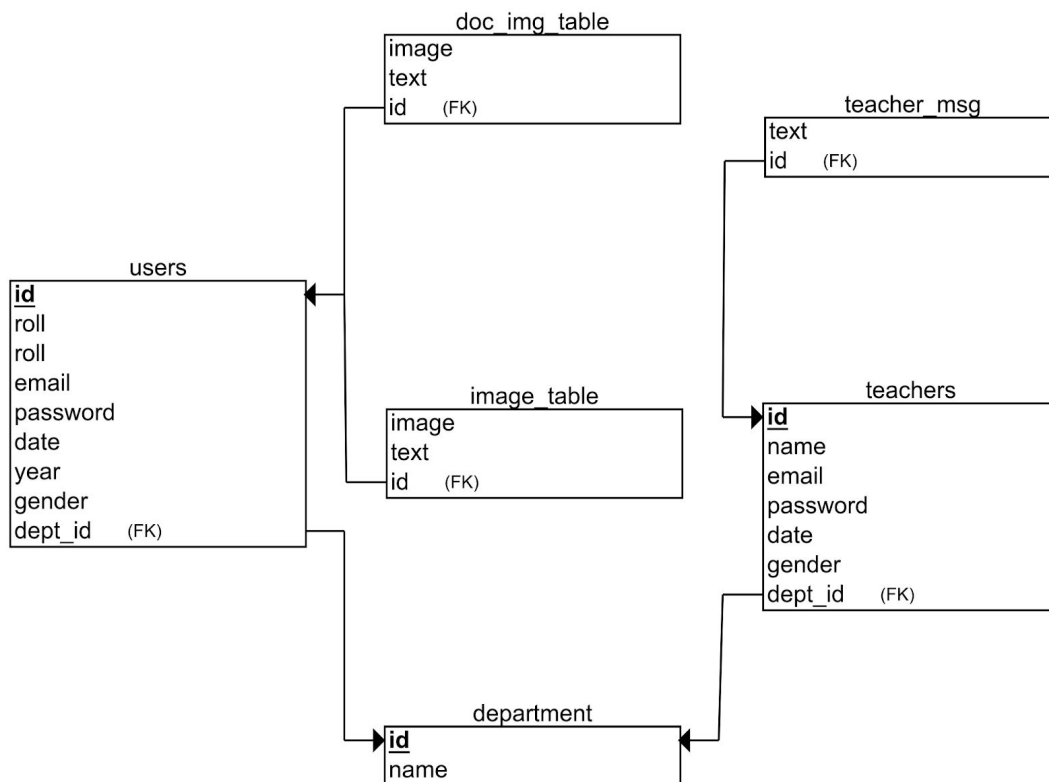 doc_img_table
image
text
id (FK)
teacher_msg
text
id (FK)
users
id
roll
roll
email
password
date
year
gender
dept_id (FK)
image_table
image
text
id (FK)
teachers
id
name
email
password
date
gender
dept_id (FK)
department
id
name